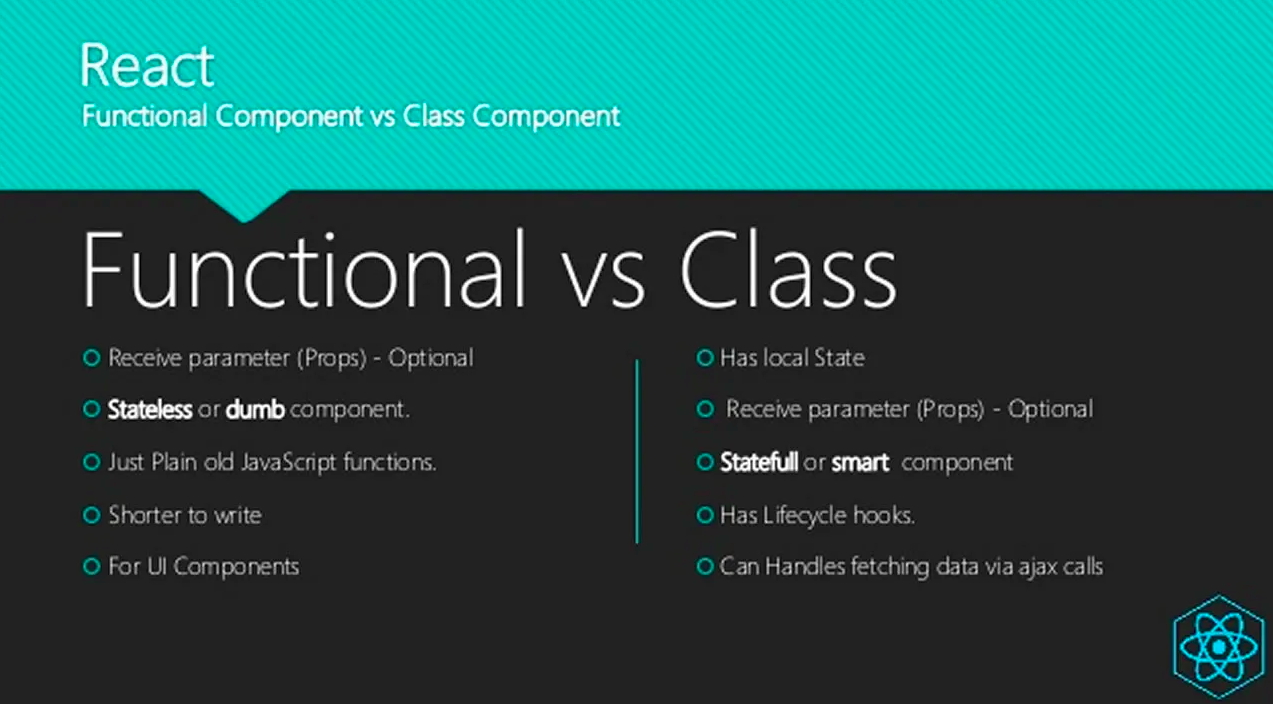 React
Functional Component vs Class Component
Functional vs Class
Receive parameter (Props) - Optional
Stateless or dumb component.
Just Plain old JavaScript functions.
Shorter to write
For UI Components
Has local State
Receive parameter (Props) - Optional
Statefull or smart component
Has Lifecycle hooks.
Can Handles fetching data via ajax calls